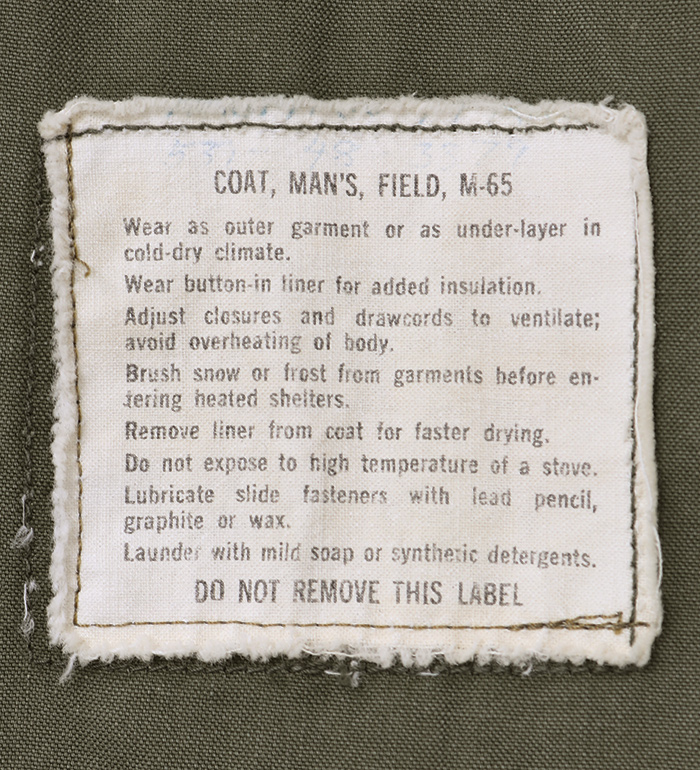 COAT, MAN'S, FIELD, M-65
Wear as outer garment or as under-layer in
cold-dry climate.
Wear button-in liner for added insulation.
Adjust closures and drawcords to ventilate;
avoid overheating of body.
Brush snow or frost from garments before en-
tering heated shelters.
Remove liner from coat for faster drying.
Do not expose to high temperature of a stove.
Lubricate slide fasteners with lead pencil,
graphite or wax.
Launder with mild soap or synthetic detergents.
DO NOT REMOVE THIS LABEL